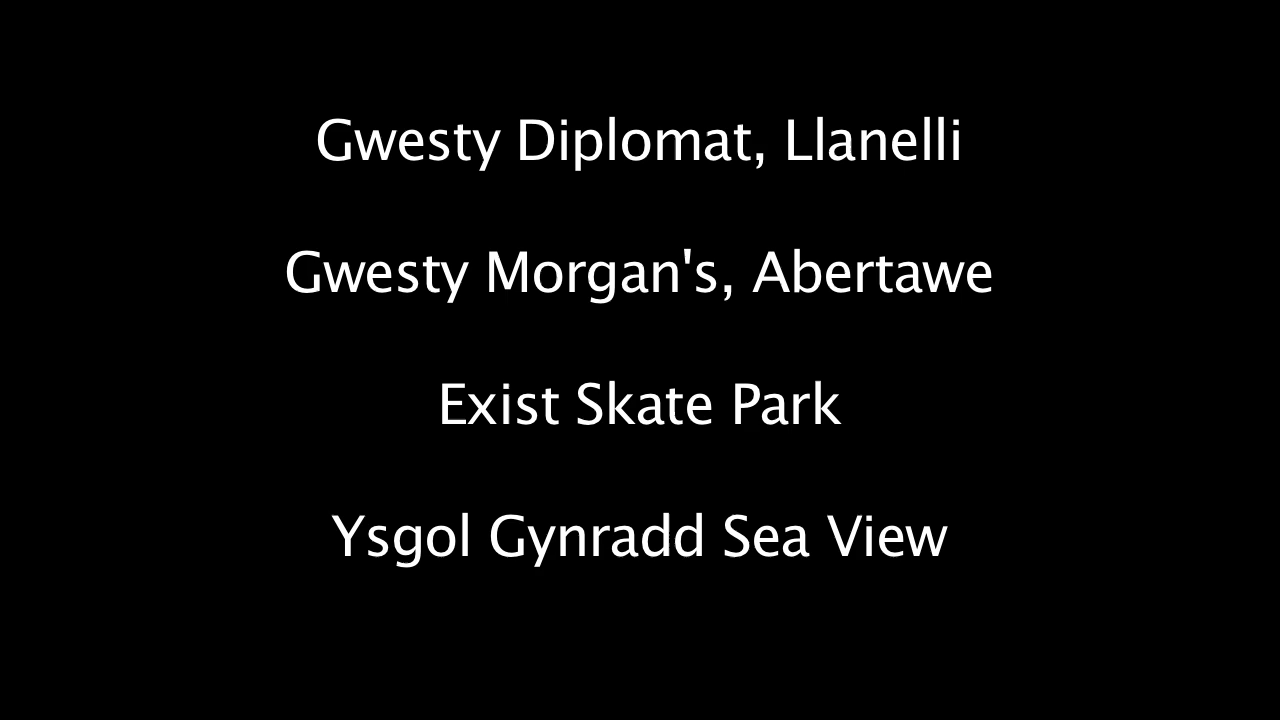 Gwesty Diplomat, Llanelli
Gwesty Morgan's, Abertawe
Exist Skate Park
Ysgol Gynradd Sea View